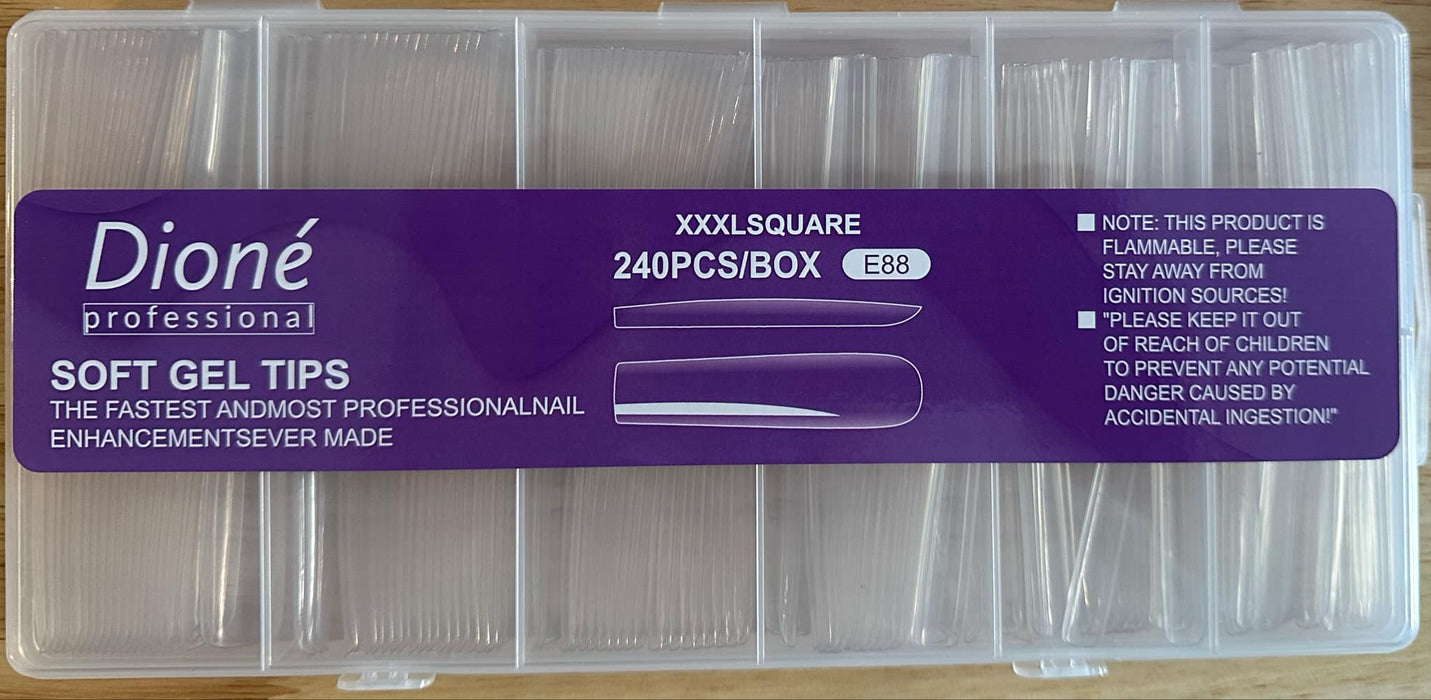 Dioné
professional
SOFT GEL TIPS
THE FASTEST ANDMOST PROFESSIONALNAIL
ENHANCEMENTSEVER MADE
XXXLSQUARE
240PCS/BOX E88
NOTE: THIS PRODUCT IS
FLAMMABLE, PLEASE
STAY AWAY FROM
IGNITION SOURCES!
"PLEASE KEEP IT OUT
OF REACH OF CHILDREN
TO PREVENT ANY POTENTIAL
DANGER CAUSED BY
ACCIDENTAL INGESTION!"